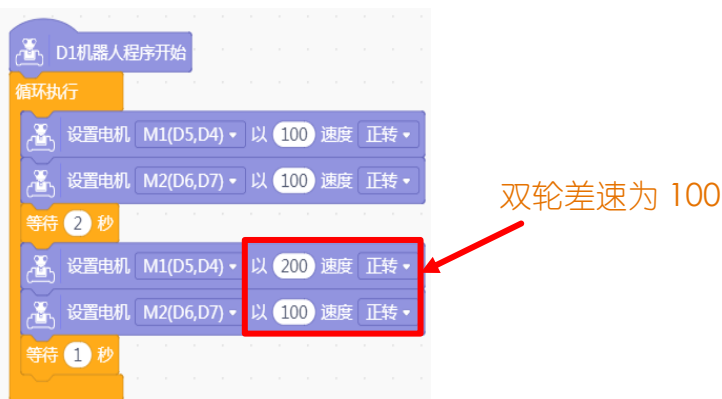 D1机器人程序开始
循环执行
设置电机 M1(D5,D4) 以 100 速度 正转
设置电机 M2(D6,D7) 以 100 速度 正转
等待 2 秒
设置电机 M1(D5,D4) 以 200 速度 正转
设置电机 M2(D6,D7) 以 100 速度 正转
等待 1 秒
双轮差速为 100